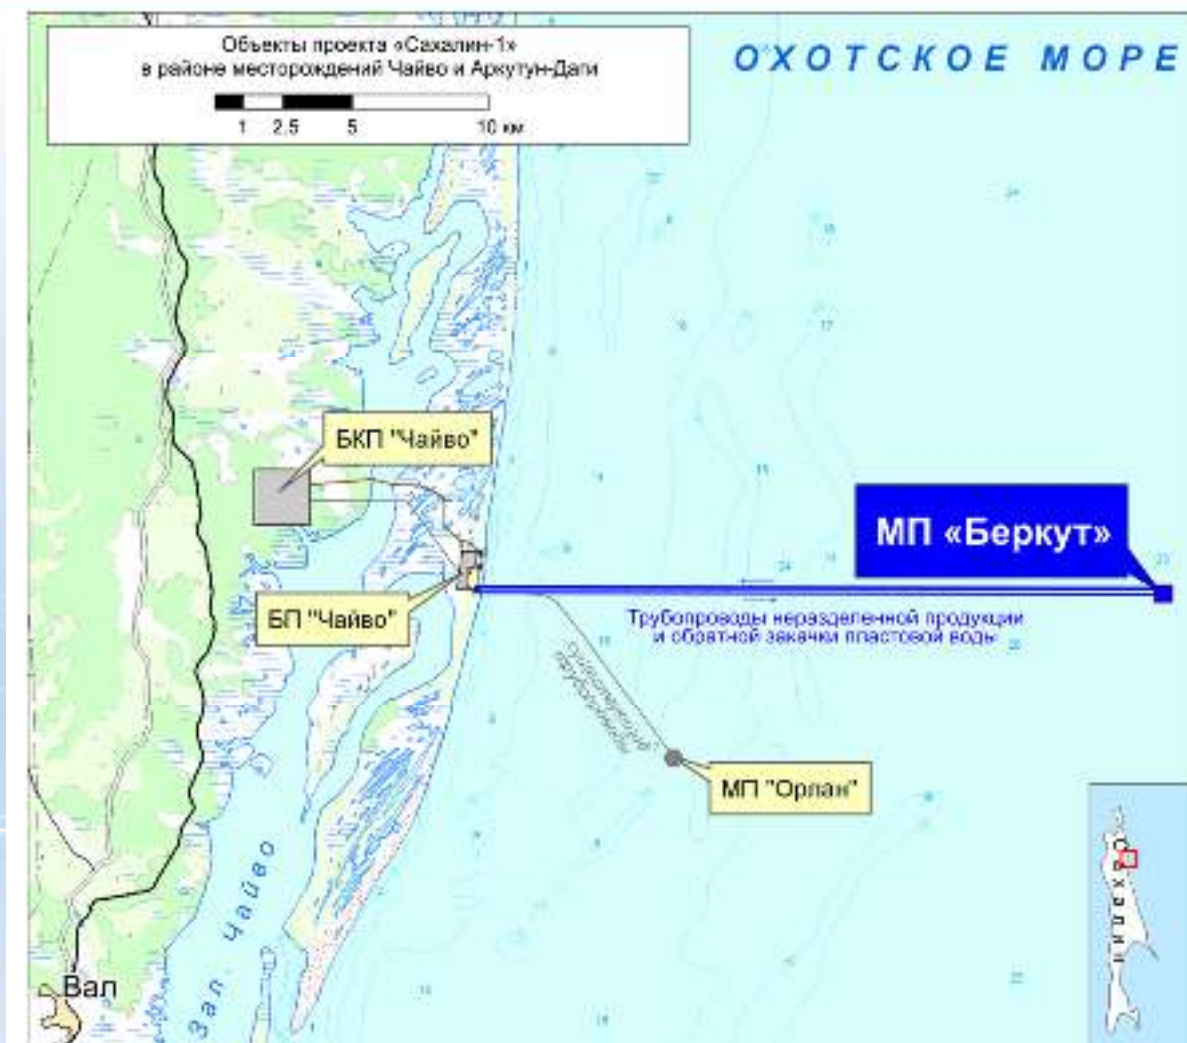 Объекты проекта «Сахалин-1»
в районе месторождений Чайво и Аркутун-Даги
1 2.5 5 10 км
ОХОТСКОЕ МОРЕ
БКП "Чайво"
МП «Беркут»
БП "Чайво"
Трубопроводы неразделенной продукции
и обратной закачки пластовой воды
МП "Орлан"
Сахалин
Зал. Чайво
Вал